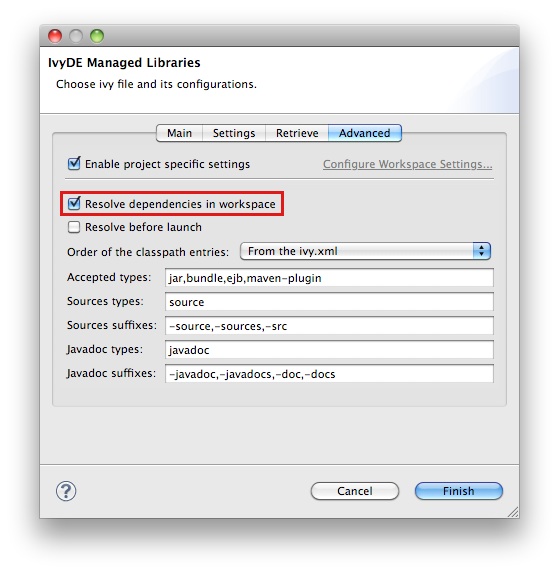 IvyDE Managed Libraries
Choose ivy file and its configurations.
Main Settings Retrieve Advanced
Enable project specific settings Configure Workspace Settings...
Resolve dependencies in workspace
Resolve before launch
Order of the classpath entries: From the ivy.xml
Accepted types: jar,bundle,ejb,maven-plugin
Sources types: source
Sources suffixes: -source,-sources,-src
Javadoc types: javadoc
Javadoc suffixes: -javadoc,-javadocs,-doc,-docs
? Cancel Finish